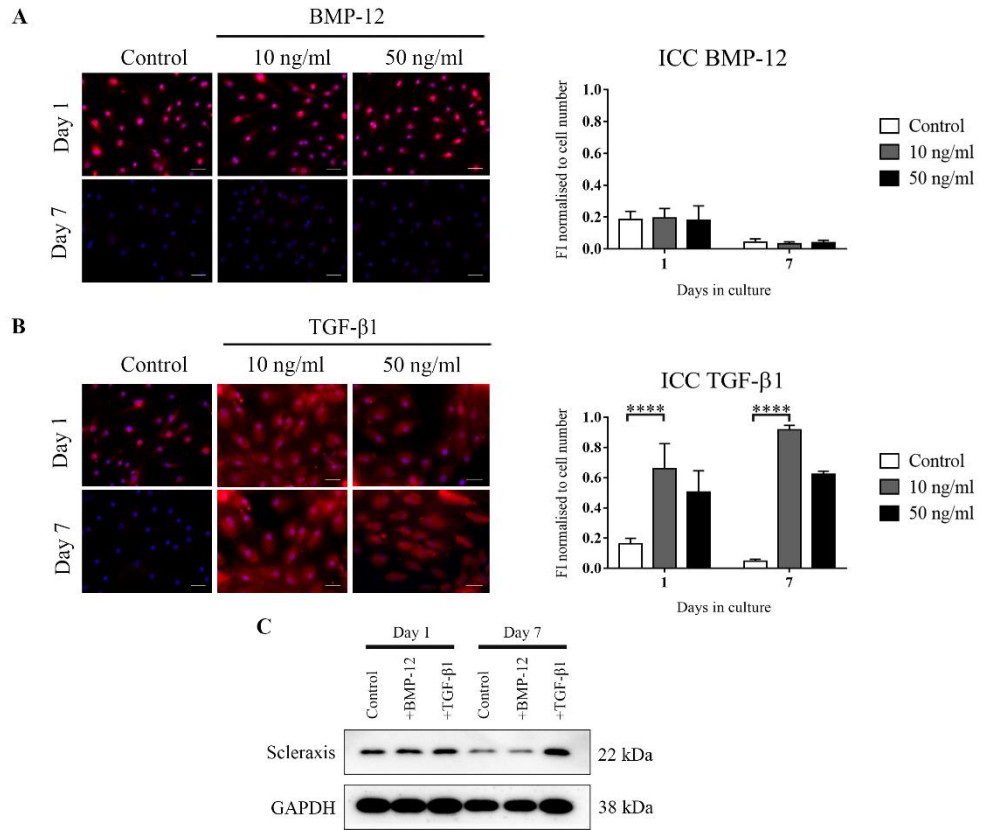 A
BMP-12
Control 10 ng/ml 50 ng/ml
Day 1
Day 7
ICC BMP-12
FI normalised to cell number
1.0
0.8
0.6
0.4
0.2
0.0
1 7
Days in culture
Control
10 ng/ml
50 ng/ml
B
TGF-β1
Control 10 ng/ml 50 ng/ml
Day 1
Day 7
ICC TGF-β1
FI normalised to cell number
1.0
0.8
0.6
0.4
0.2
0.0
**** ****
1 7
Days in culture
Control
10 ng/ml
50 ng/ml
C
Day 1 Day 7
Control +BMP-12 +TGF-β1 Control +BMP-12 +TGF-β1
Scleraxis 22 kDa
GAPDH 38 kDa